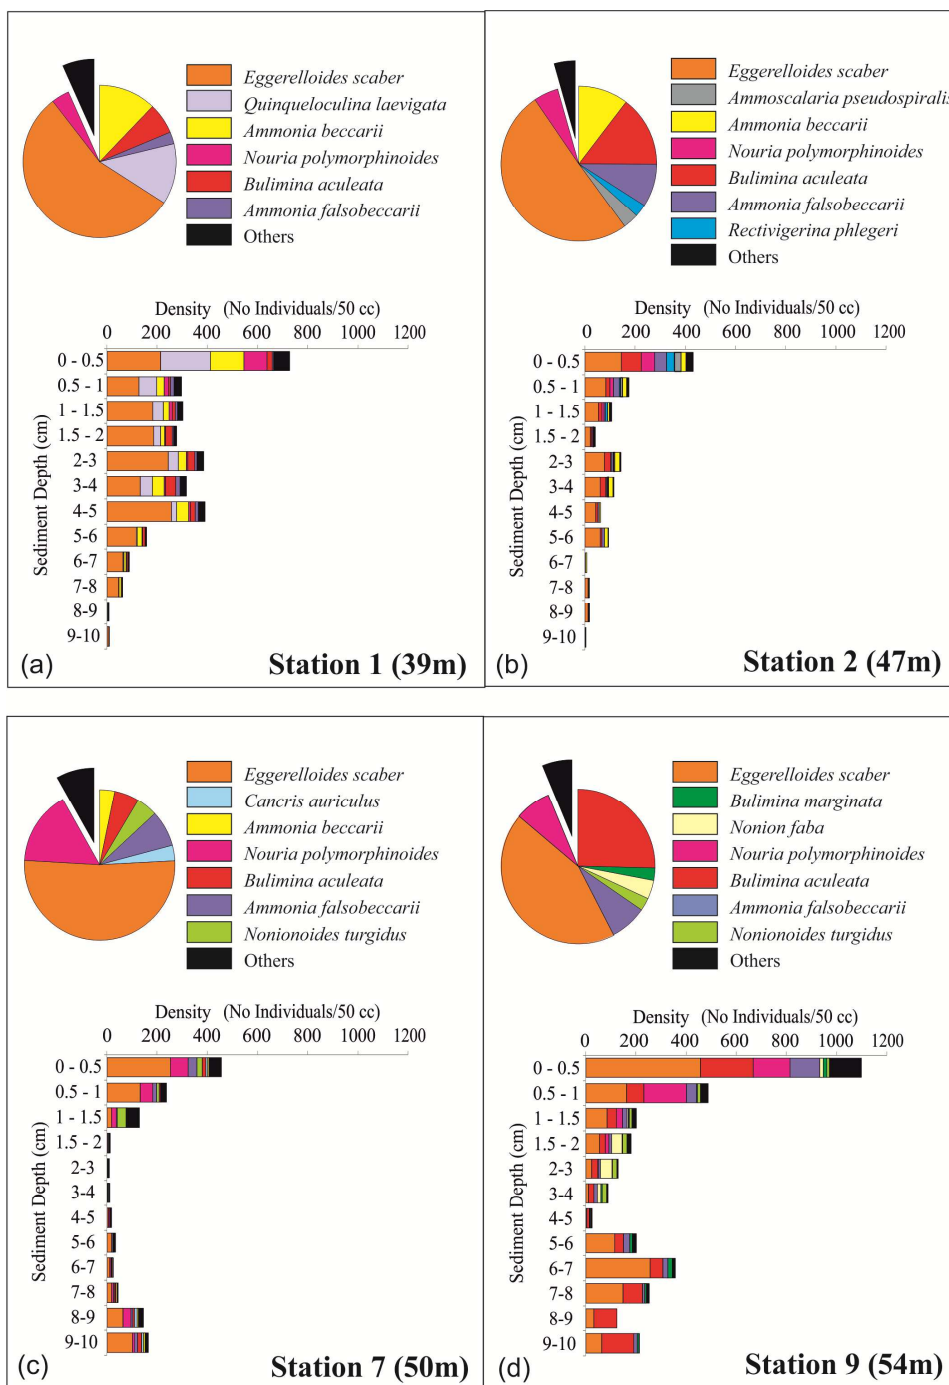 Eggerelloides scaber
Quinqueloculina laevigata
Ammonia beccarii
Nouria polymorphinoides
Bulimina aculeata
Ammonia falsobeccarii
Others
Density (No Individuals/50 cc)
0 200 400 600 800 1000 1200
Sediment Depth (cm)
0 - 0.5
0.5 - 1
1 - 1.5
1.5 - 2
2-3
3-4
4-5
5-6
6-7
7-8
8-9
9-10
(a) Station 1 (39m)
Eggerelloides scaber
Ammoscalaria pseudospiralis
Ammonia beccarii
Nouria polymorphinoides
Bulimina aculeata
Ammonia falsobeccarii
Rectivigerina phlegeri
Others
Density (No Individuals/50 cc)
0 200 400 600 800 1000 1200
Sediment Depth (cm)
0 - 0.5
0.5 - 1
1 - 1.5
1.5 - 2
2-3
3-4
4-5
5-6
6-7
7-8
8-9
9-10
(b) Station 2 (47m)
Eggerelloides scaber
Cancris auriculus
Ammonia beccarii
Nouria polymorphinoides
Bulimina aculeata
Ammonia falsobeccarii
Nonionoides turgidus
Others
Density (No Individuals/50 cc)
0 200 400 600 800 1000 1200
Sediment Depth (cm)
0 - 0.5
0.5 - 1
1 - 1.5
1.5 - 2
2-3
3-4
4-5
5-6
6-7
7-8
8-9
9-10
(c) Station 7 (50m)
Eggerelloides scaber
Bulimina marginata
Nonion faba
Nouria polymorphinoides
Bulimina aculeata
Ammonia falsobeccarii
Nonionoides turgidus
Others
Density (No Individuals/50 cc)
0 200 400 600 800 1000 1200
Sediment Depth (cm)
0 - 0.5
0.5 - 1
1 - 1.5
1.5 - 2
2-3
3-4
4-5
5-6
6-7
7-8
8-9
9-10
(d) Station 9 (54m)